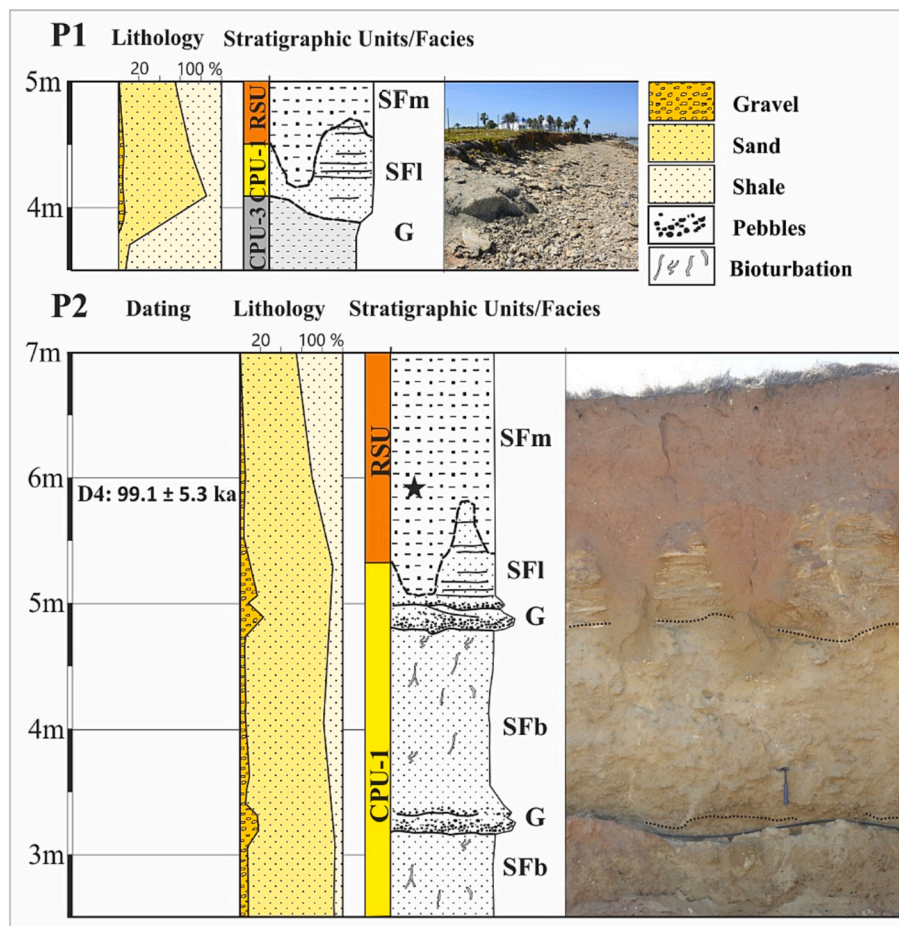 P1 Lithology Stratigraphic Units/Facies
20 100 %
5m
4m
RSU
CPU-1
CPU-3
SFm
SFl
G
Gravel
Sand
Shale
Pebbles
Bioturbation
P2 Dating Lithology Stratigraphic Units/Facies
20 100 %
7m
6m
5m
4m
3m
D4: 99.1 ± 5.3 ka
RSU
CPU-1
SFm
SFl
G
SFb
G
SFb